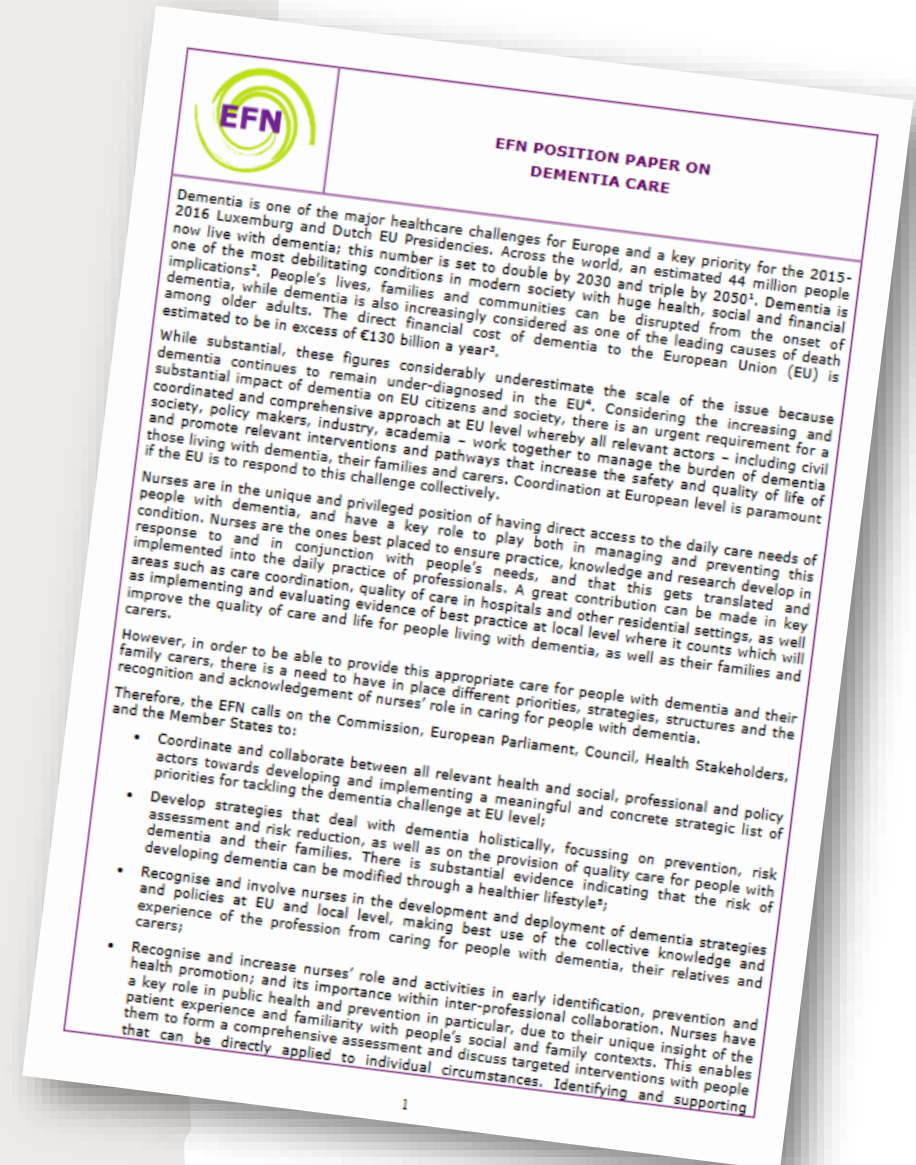 EFN
EFN POSITION PAPER ON
DEMENTIA CARE
Dementia is one of the major healthcare challenges for Europe and a key priority for the 2015-
2016 Luxemburg and Dutch EU Presidencies. Across the world, an estimated 44 million people
now live with dementia; this number is set to double by 2030 and triple by 2050¹. Dementia is
one of the most debilitating conditions in modern society with huge health, social and financial
implications². People's lives, families and communities can be disrupted from the onset of
dementia, while dementia is also increasingly considered as one of the leading causes of death
among older adults. The direct financial cost of dementia to the European Union (EU) is
estimated to be in excess of €130 billion a year³.
While substantial, these figures considerably underestimate the scale of the issue because
dementia continues to remain under-diagnosed in the EU⁴. Considering the increasing and
substantial impact of dementia on EU citizens and society, there is an urgent requirement for a
coordinated and comprehensive approach at EU level whereby all relevant actors – including civil
society, policy makers, industry, academia – work together to manage the burden of dementia
and promote relevant interventions and pathways that increase the safety and quality of life of
those living with dementia, their families and carers. Coordination at European level is paramount
if the EU is to respond to this challenge collectively.
Nurses are in the unique and privileged position of having direct access to the daily care needs of
people with dementia, and have a key role to play both in managing and preventing this
condition. Nurses are the ones best placed to ensure practice, knowledge and research develop in
response to and in conjunction with people's needs, and that this gets translated and
implemented into the daily practice of professionals. A great contribution can be made in key
areas such as care coordination, quality of care in hospitals and other residential settings, as well
as implementing and evaluating evidence of best practice at local level where it counts which will
improve the quality of care and life for people living with dementia, as well as their families and
carers.
However, in order to be able to provide this appropriate care for people with dementia and their
family carers, there is a need to have in place different priorities, strategies, structures and the
recognition and acknowledgement of nurses' role in caring for people with dementia.
Therefore, the EFN calls on the Commission, European Parliament, Council, Health Stakeholders,
and the Member States to:
• Coordinate and collaborate between all relevant health and social, professional and policy
actors towards developing and implementing a meaningful and concrete strategic list of
priorities for tackling the dementia challenge at EU level;
• Develop strategies that deal with dementia holistically, focussing on prevention, risk
assessment and risk reduction, as well as on the provision of quality care for people with
dementia and their families. There is substantial evidence indicating that the risk of
developing dementia can be modified through a healthier lifestyle⁵;
• Recognise and involve nurses in the development and deployment of dementia strategies
and policies at EU and local level, making best use of the collective knowledge and
experience of the profession from caring for people with dementia, their relatives and
carers;
• Recognise and increase nurses' role and activities in early identification, prevention and
health promotion; and its importance within inter-professional collaboration. Nurses have
a key role in public health and prevention in particular, due to their unique insight of the
patient experience and familiarity with people's social and family contexts. This enables
them to form a comprehensive assessment and discuss targeted interventions with people
that can be directly applied to individual circumstances. Identifying and supporting
1